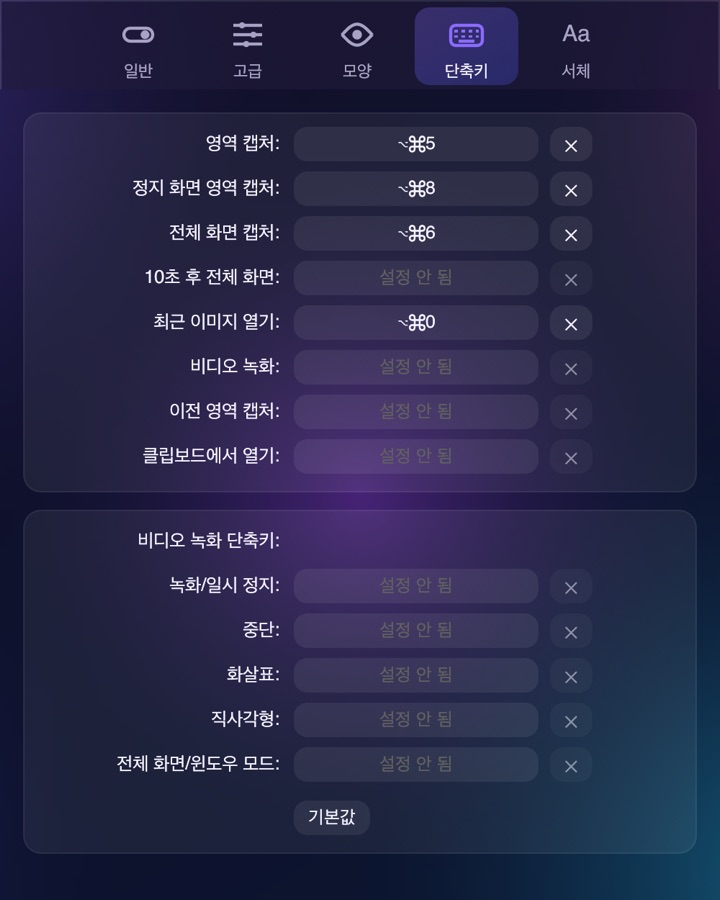 일반
고급
모양
단축키
Aa
서체
영역 캡처: ⌥⌘5
정지 화면 영역 캡처: ⌥⌘8
전체 화면 캡처: ⌥⌘6
10초 후 전체 화면: 설정 안 됨
최근 이미지 열기: ⌥⌘0
비디오 녹화: 설정 안 됨
이전 영역 캡처: 설정 안 됨
클립보드에서 열기: 설정 안 됨
비디오 녹화 단축키:
녹화/일시 정지: 설정 안 됨
중단: 설정 안 됨
화살표: 설정 안 됨
직사각형: 설정 안 됨
전체 화면/윈도우 모드: 설정 안 됨
기본값